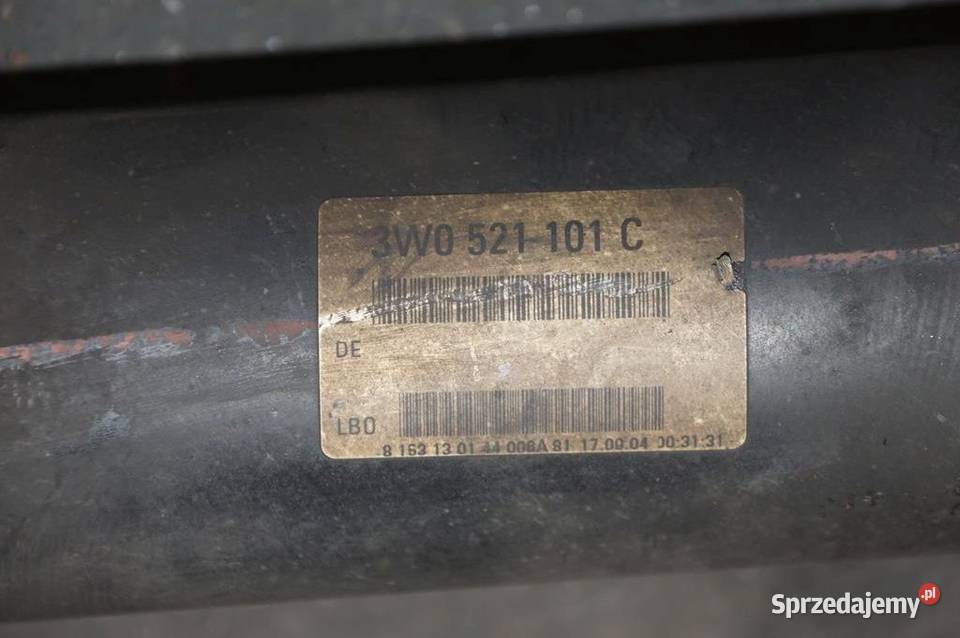 3W0 521 101 C
DE
LBO
8 153 13 01 44 006A 81 17.09.04 00:31:31
Sprzedajemy.pl